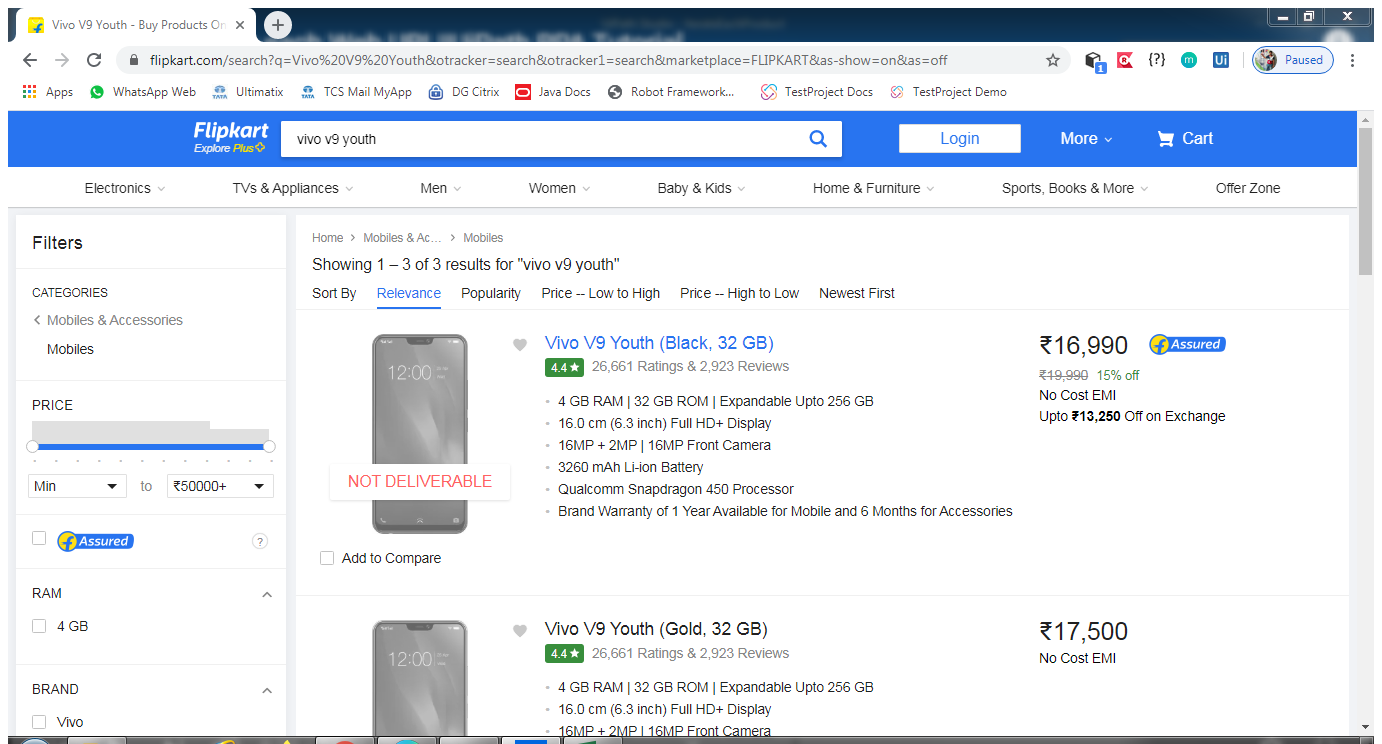 Vivo V9 Youth - Buy Products On
flipkart.com/search?q=Vivo%20V9%20Youth&otracker=search&otracker1=search&marketplace=FLIPKART&as-show=on&as=off
1
{?}
m
Ui
Paused
Apps
WhatsApp Web
TATA
Ultimatix
TATA
TCS Mail MyApp
DG Citrix
Java Docs
Robot Framework...
TestProject Docs
TestProject Demo
Flipkart
Explore Plus
vivo v9 youth
Login
More
Cart
Electronics
TVs & Appliances
Men
Women
Baby & Kids
Home & Furniture
Sports, Books & More
Offer Zone
Filters
CATEGORIES
Mobiles & Accessories
Mobiles
PRICE
Min
to
₹50000+
Assured
?
RAM
4 GB
BRAND
Vivo
Home > Mobiles & Ac... > Mobiles
Showing 1 – 3 of 3 results for "vivo v9 youth"
Sort By Relevance Popularity Price -- Low to High Price -- High to Low Newest First
12:00
NOT DELIVERABLE
Add to Compare
Vivo V9 Youth (Black, 32 GB)
4.4★ 26,661 Ratings & 2,923 Reviews
4 GB RAM | 32 GB ROM | Expandable Upto 256 GB
16.0 cm (6.3 inch) Full HD+ Display
16MP + 2MP | 16MP Front Camera
3260 mAh Li-ion Battery
Qualcomm Snapdragon 450 Processor
Brand Warranty of 1 Year Available for Mobile and 6 Months for Accessories
₹16,990
Assured
₹19,990 15% off
No Cost EMI
Upto ₹13,250 Off on Exchange
12:00
Vivo V9 Youth (Gold, 32 GB)
4.4★ 26,661 Ratings & 2,923 Reviews
4 GB RAM | 32 GB ROM | Expandable Upto 256 GB
16.0 cm (6.3 inch) Full HD+ Display
16MP + 2MP | 16MP Front Camera
₹17,500
No Cost EMI